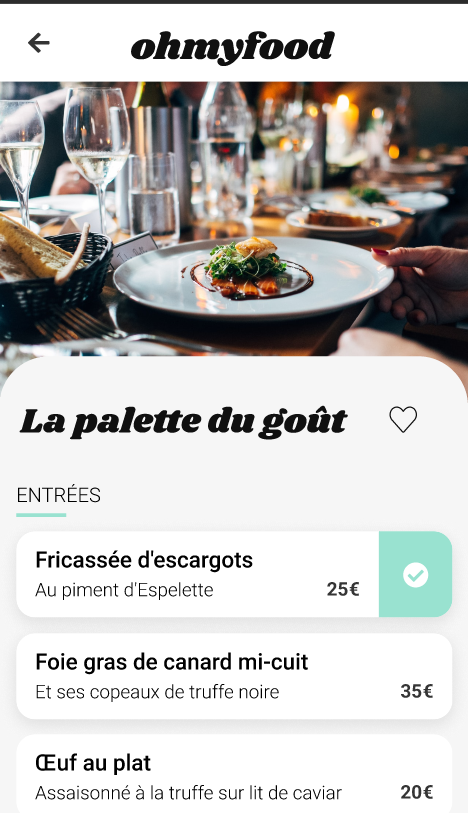 ohmyfood
La palette du goût
ENTRÉES
Fricassée d'escargots
Au piment d'Espelette 25€
Foie gras de canard mi-cuit
Et ses copeaux de truffe noire 35€
Œuf au plat
Assaisonné à la truffe sur lit de caviar 20€